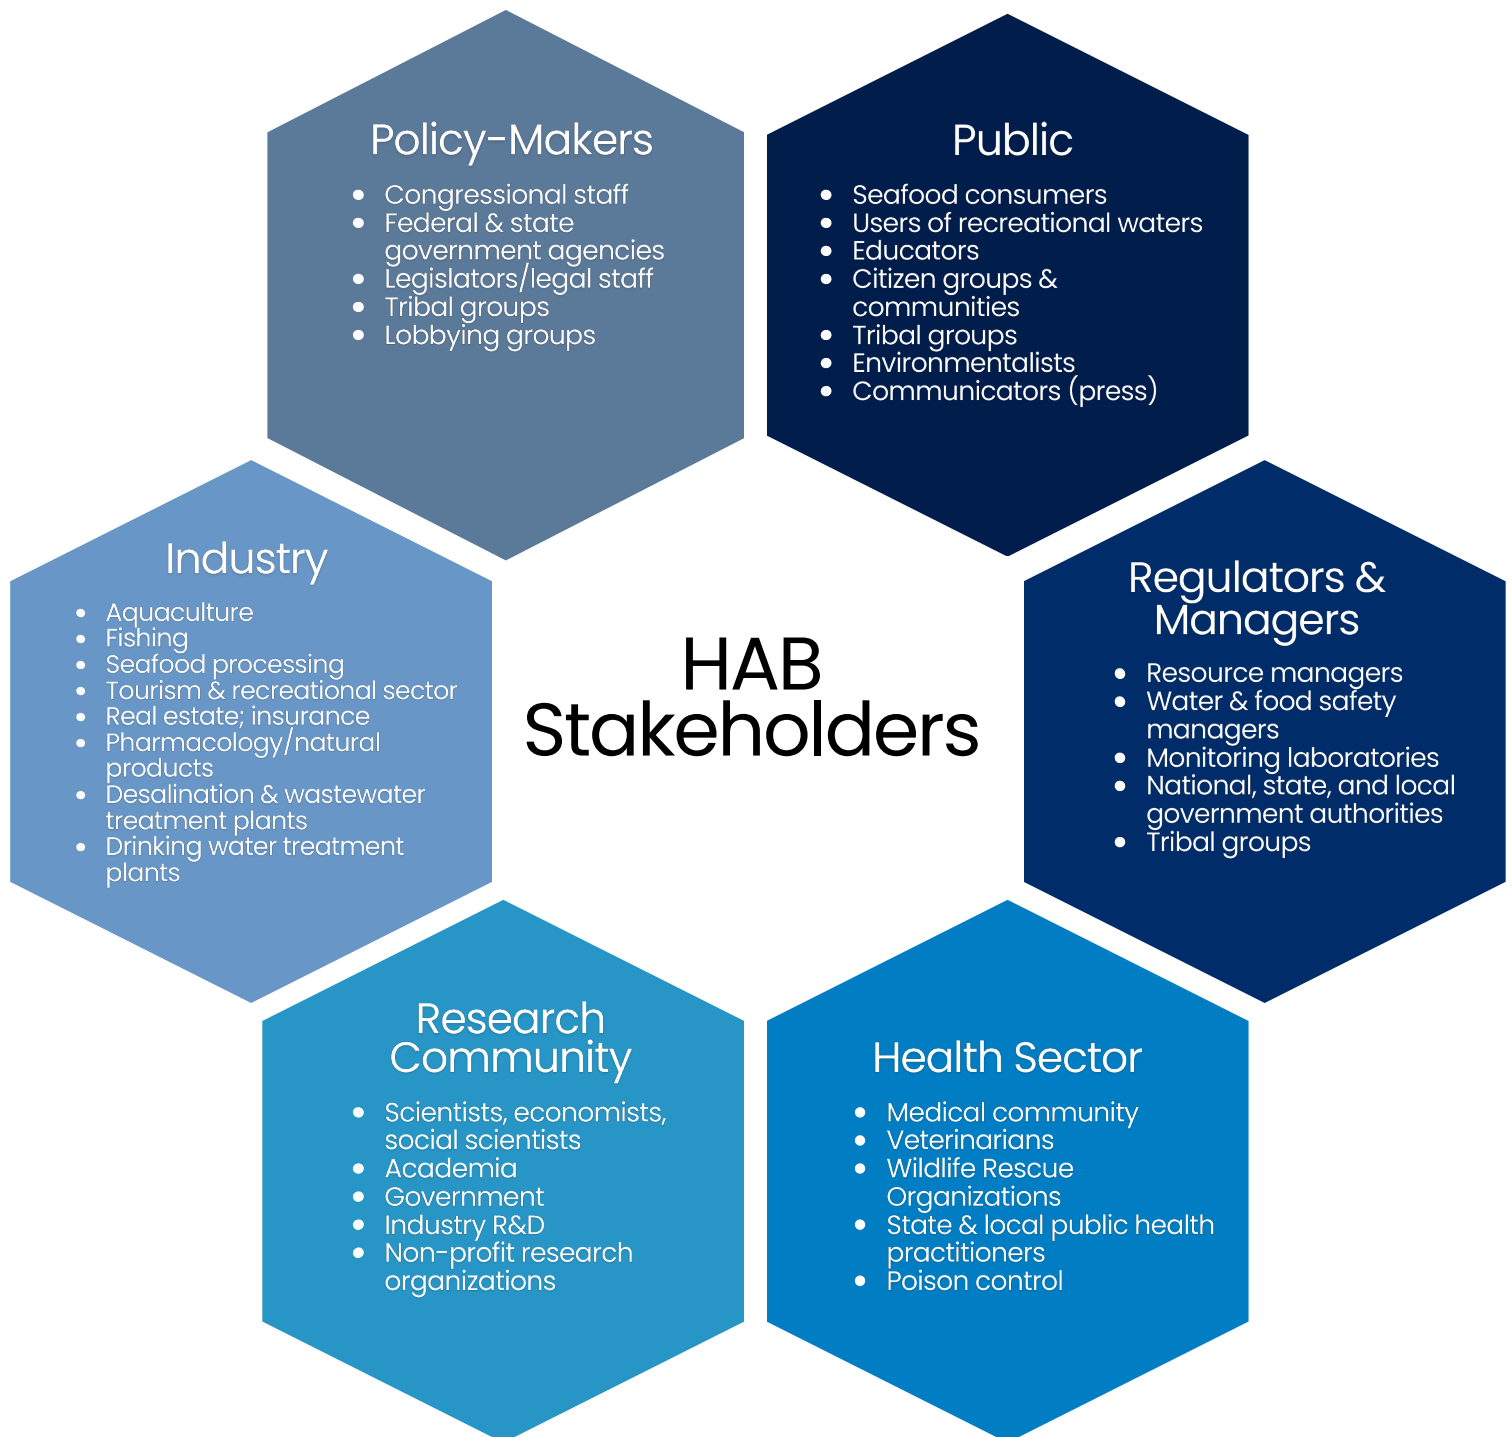 Policy-Makers
• Congressional staff
• Federal & state
government agencies
• Legislators/legal staff
• Tribal groups
• Lobbying groups
Public
• Seafood consumers
• Users of recreational waters
• Educators
• Citizen groups &
communities
• Tribal groups
• Environmentalists
• Communicators (press)
Industry
• Aquaculture
• Fishing
• Seafood processing
• Tourism & recreational sector
• Real estate; insurance
• Pharmacology/natural
products
• Desalination & wastewater
treatment plants
• Drinking water treatment
plants
HAB
Stakeholders
Regulators &
Managers
• Resource managers
• Water & food safety
managers
• Monitoring laboratories
• National, state, and local
government authorities
• Tribal groups
Research
Community
• Scientists, economists,
social scientists
• Academia
• Government
• Industry R&D
• Non-profit research
organizations
Health Sector
• Medical community
• Veterinarians
• Wildlife Rescue
Organizations
• State & local public health
practitioners
• Poison control